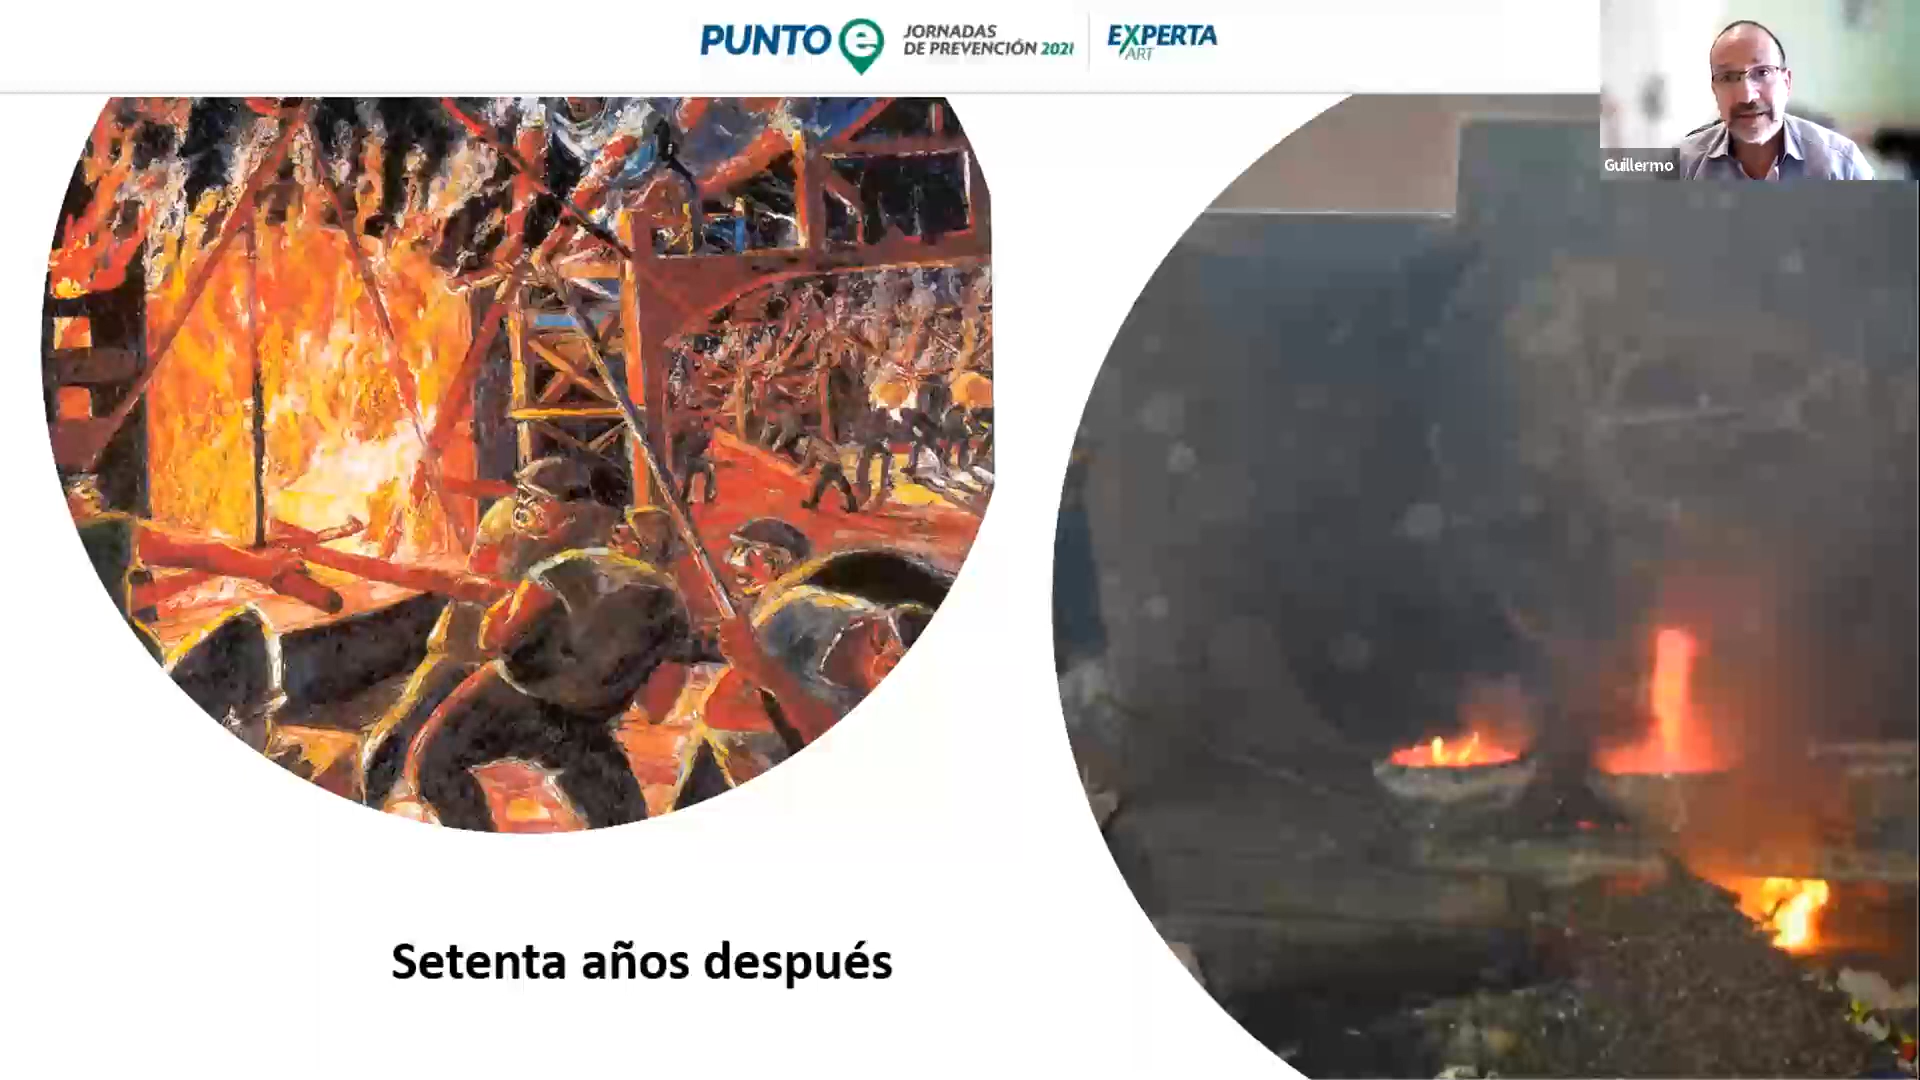 PUNTO e
JORNADAS
DE PREVENCIÓN 2021
EXPERTA
ART
Guillermo
Setenta años después